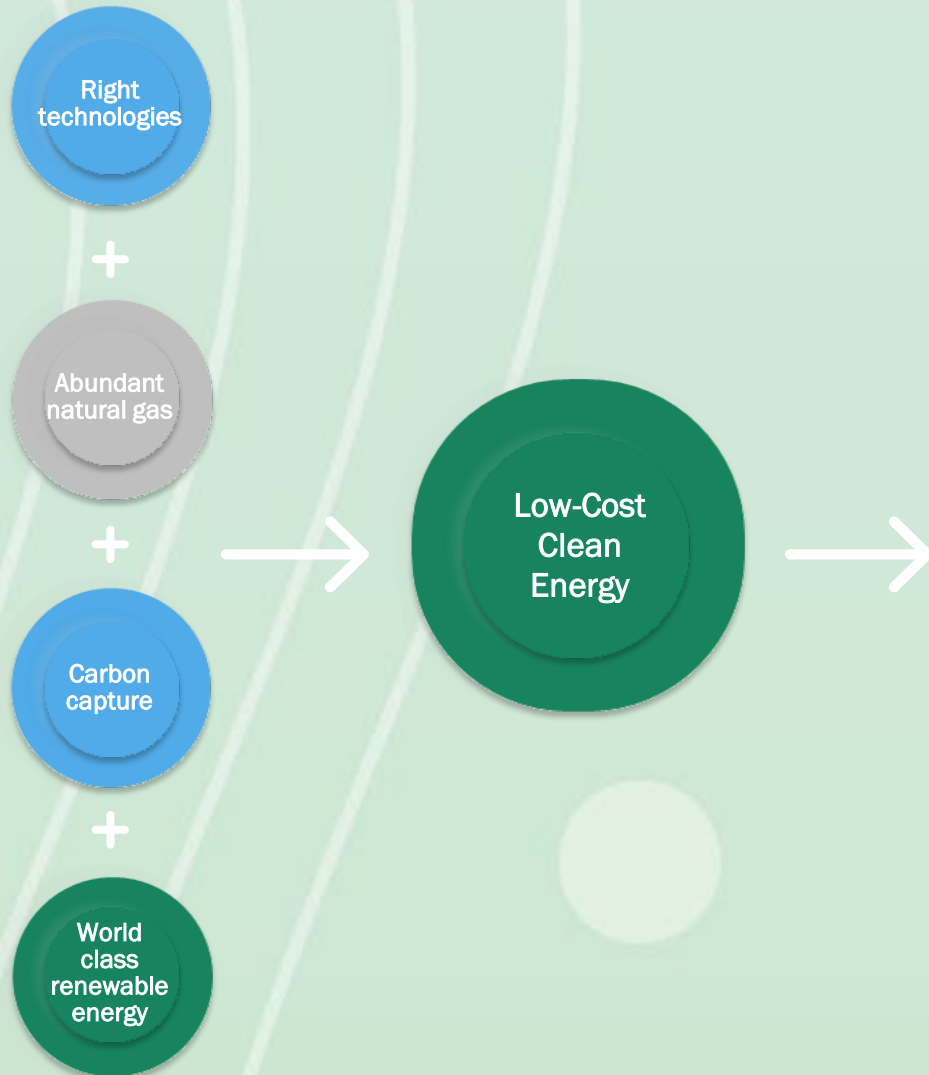 Right
technologies
+
Abundant
natural gas
+
Carbon
capture
+
World
class
renewable
energy
Low-Cost
Clean
Energy